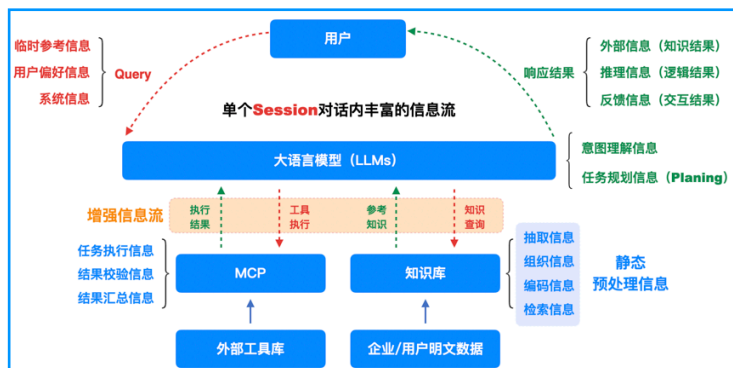 用户
临时参考信息
用户偏好信息
系统信息
Query
响应结果
外部信息（知识结果）
推理信息（逻辑结果）
反馈信息（交互结果）
单个Session对话内丰富的信息流
大语言模型（LLMs）
意图理解信息
任务规划信息（Planing）
增强信息流
执行
结果
工具
执行
参考
知识
知识
查询
任务执行信息
结果校验信息
结果汇总信息
MCP
知识库
抽取信息
组织信息
编码信息
检索信息
静态
预处理信息
外部工具库
企业/用户明文数据